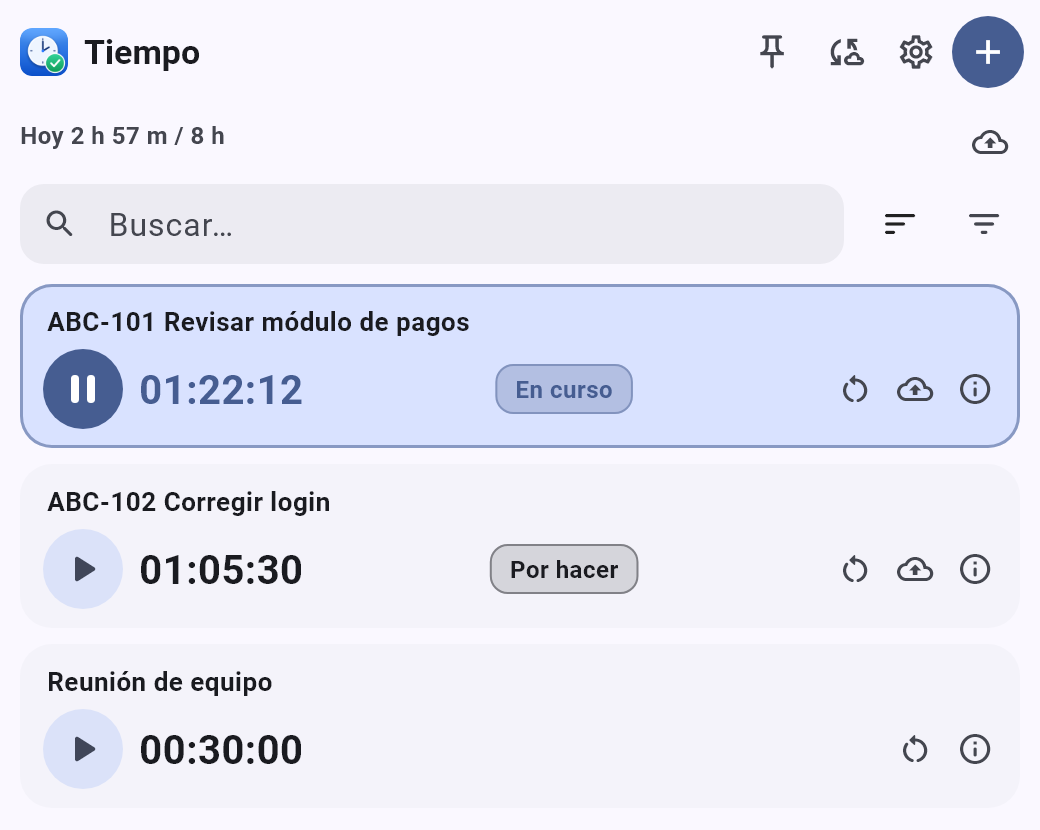 Tiempo
Hoy 2 h 57 m / 8 h
Buscar…
ABC-101 Revisar módulo de pagos
01:22:12
En curso
ABC-102 Corregir login
01:05:30
Por hacer
Reunión de equipo
00:30:00